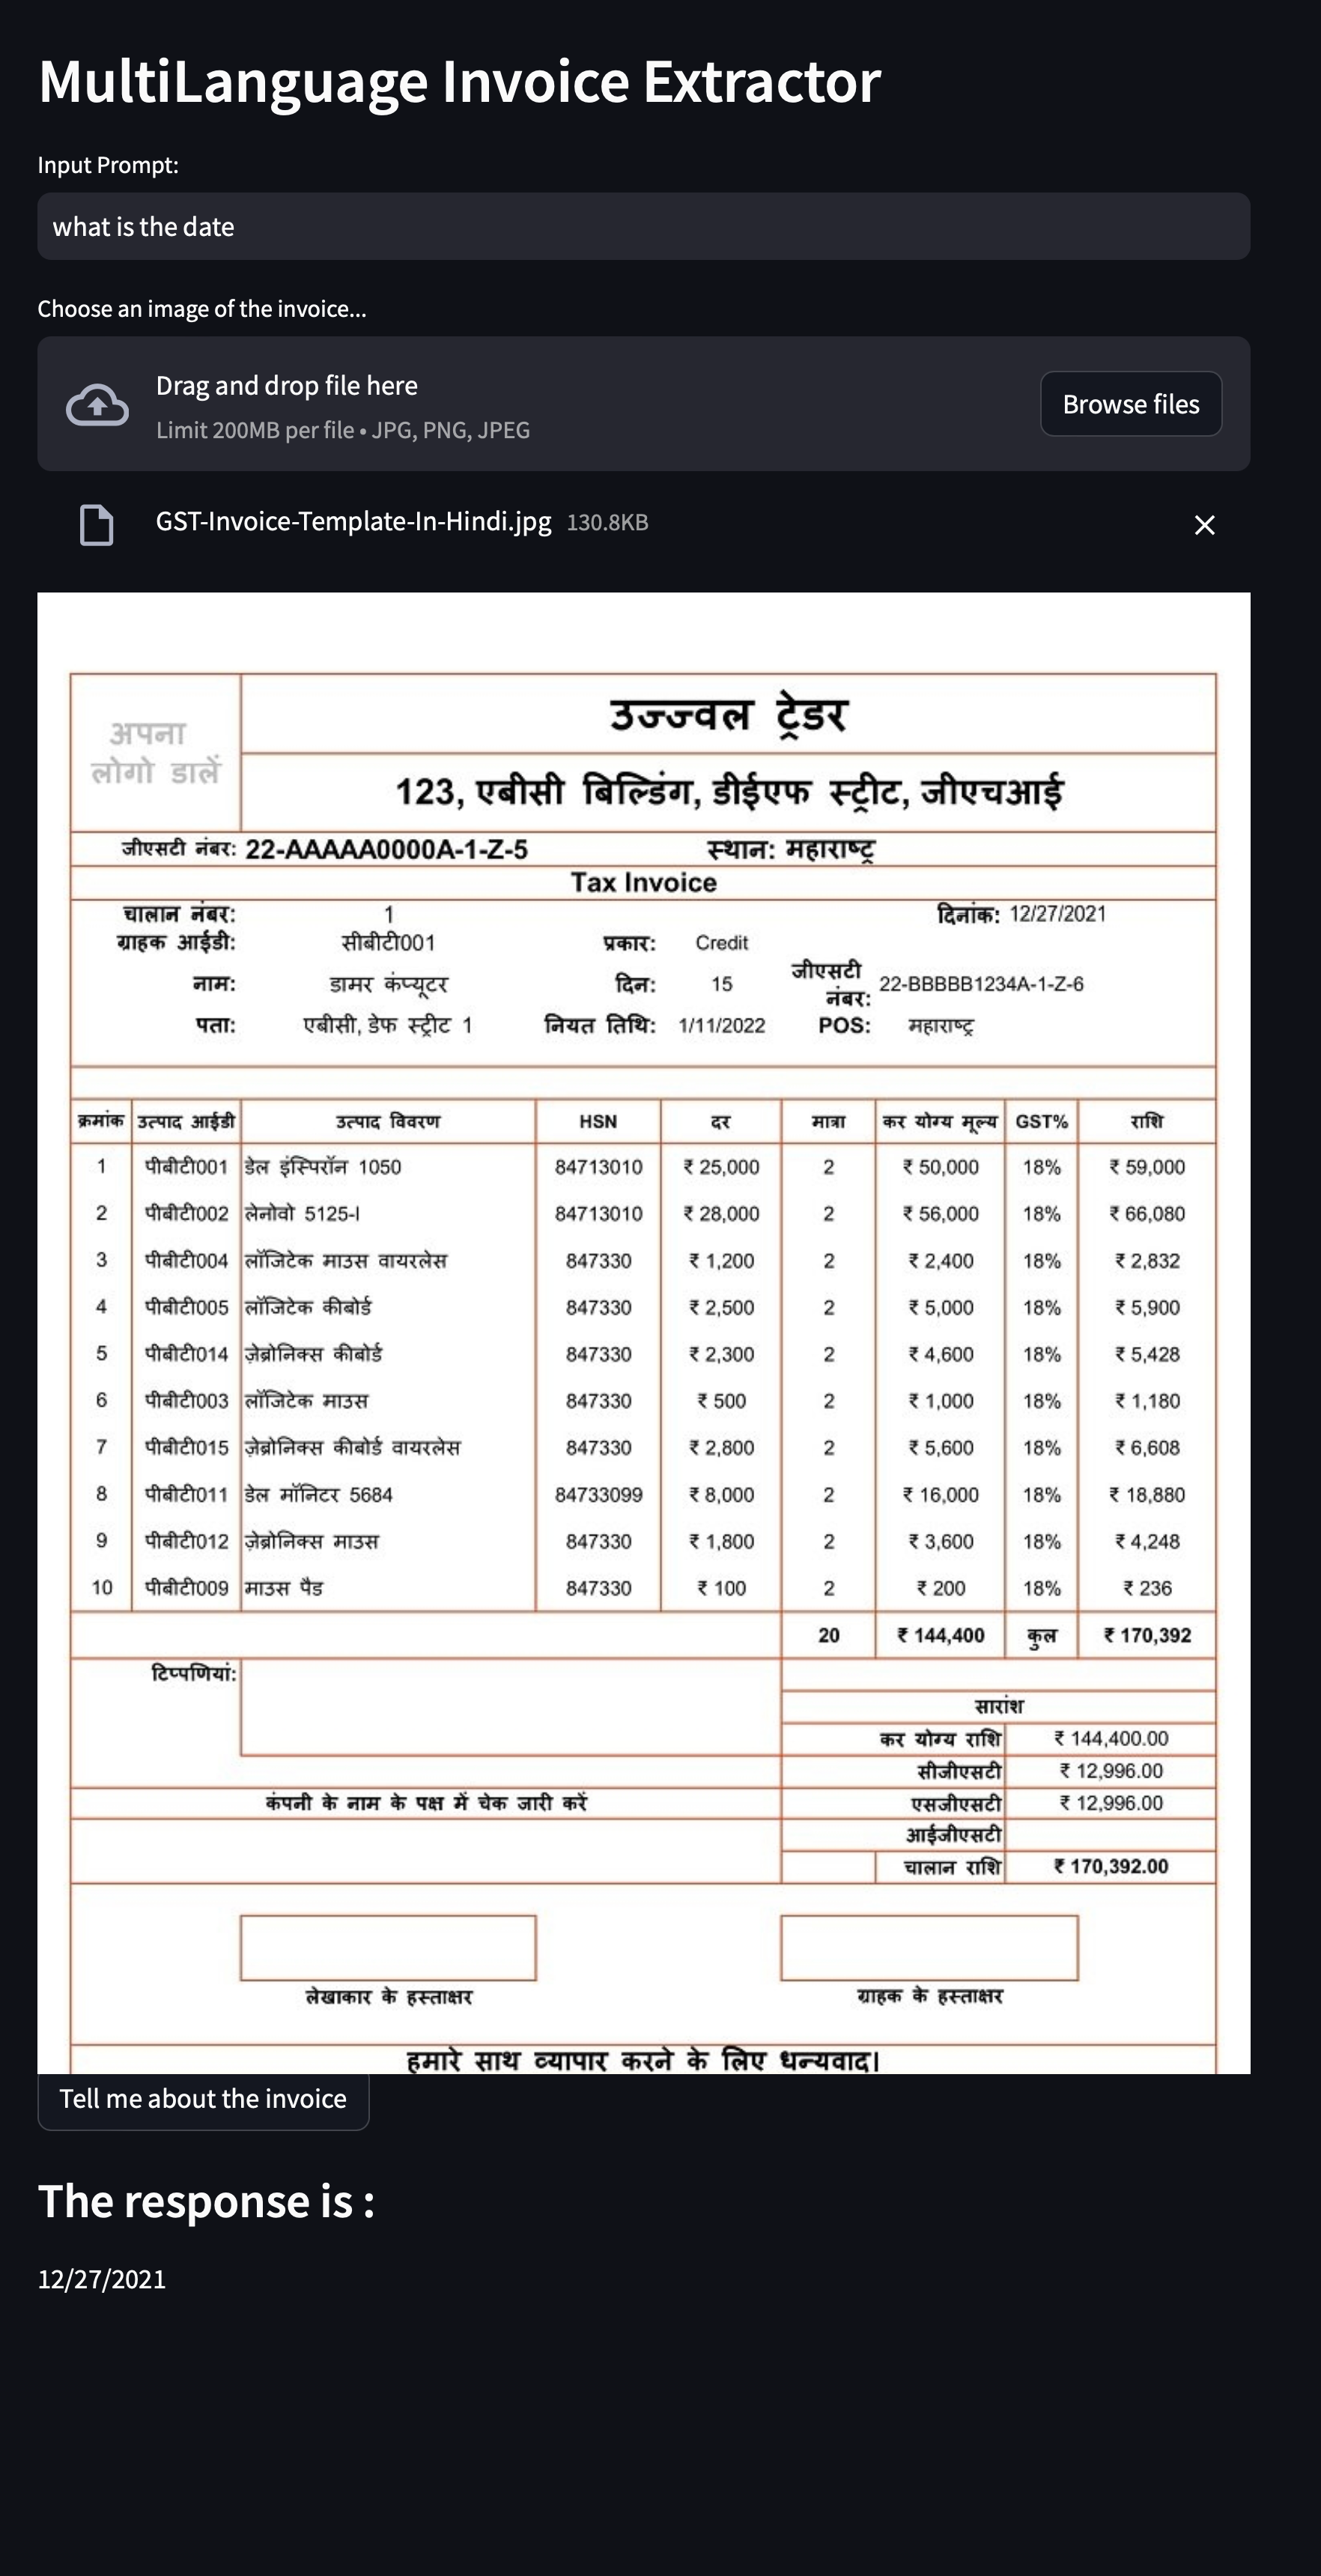 MultiLanguage Invoice Extractor
Input Prompt:
what is the date
Choose an image of the invoice...
Drag and drop file here
Limit 200MB per file • JPG, PNG, JPEG
Browse files
GST-Invoice-Template-In-Hindi.jpg 130.8KB
अपना
लोगो डालें
उज्ज्वल ट्रेडर
123, एबीसी बिल्डिंग, डीईएफ स्ट्रीट, जीएचआई
जीएसटी नंबर: 22-AAAAA0000A-1-Z-5 स्थान: महाराष्ट्र
Tax Invoice
चालान नंबर: 1 दिनांक: 12/27/2021
ग्राहक आईडी: सीबीटी001 प्रकार: Credit
नाम: डामर कंप्यूटर दिन: 15 जीएसटी नंबर: 22-BBBBB1234A-1-Z-6
पता: एबीसी, डेफ स्ट्रीट 1 नियत तिथि: 1/11/2022 POS: महाराष्ट्र
क्रमांक उत्पाद आईडी उत्पाद विवरण HSN दर मात्रा कर योग्य मूल्य GST% राशि
1 पीबीटी001 डेल इंस्पिरॉन 1050 84713010 ₹ 25,000 2 ₹ 50,000 18% ₹ 59,000
2 पीबीटी002 लेनोवो 5125-I 84713010 ₹ 28,000 2 ₹ 56,000 18% ₹ 66,080
3 पीबीटी004 लॉजिटेक माउस वायरलेस 847330 ₹ 1,200 2 ₹ 2,400 18% ₹ 2,832
4 पीबीटी005 लॉजिटेक कीबोर्ड 847330 ₹ 2,500 2 ₹ 5,000 18% ₹ 5,900
5 पीबीटी014 ज़ेब्रोनिक्स कीबोर्ड 847330 ₹ 2,300 2 ₹ 4,600 18% ₹ 5,428
6 पीबीटी003 लॉजिटेक माउस 847330 ₹ 500 2 ₹ 1,000 18% ₹ 1,180
7 पीबीटी015 ज़ेब्रोनिक्स कीबोर्ड वायरलेस 847330 ₹ 2,800 2 ₹ 5,600 18% ₹ 6,608
8 पीबीटी011 डेल मॉनिटर 5684 84733099 ₹ 8,000 2 ₹ 16,000 18% ₹ 18,880
9 पीबीटी012 ज़ेब्रोनिक्स माउस 847330 ₹ 1,800 2 ₹ 3,600 18% ₹ 4,248
10 पीबीटी009 माउस पैड 847330 ₹ 100 2 ₹ 200 18% ₹ 236
20 ₹ 144,400 कुल ₹ 170,392
टिप्पणियां:
सारांश
कर योग्य राशि ₹ 144,400.00
सीजीएसटी ₹ 12,996.00
कंपनी के नाम के पक्ष में चेक जारी करें एसजीएसटी ₹ 12,996.00
आईजीएसटी
चालान राशि ₹ 170,392.00
लेखाकार के हस्ताक्षर ग्राहक के हस्ताक्षर
हमारे साथ व्यापार करने के लिए धन्यवाद।
Tell me about the invoice
The response is :
12/27/2021